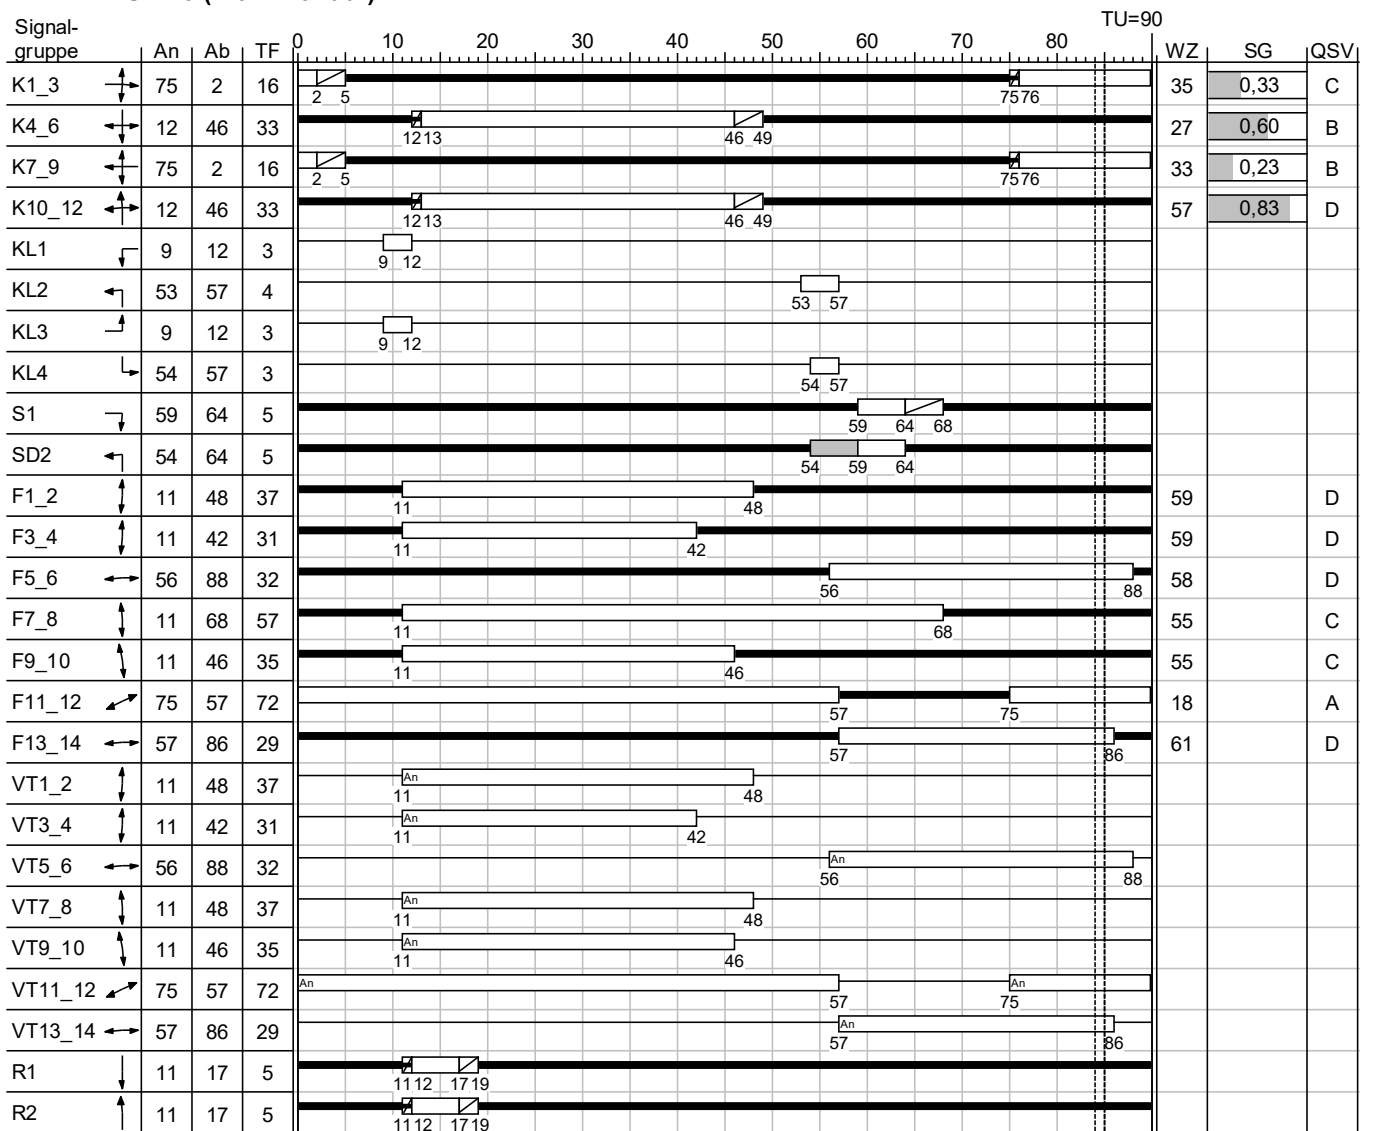 TU=90
Signal-
gruppe An Ab TF 0 10 20 30 40 50 60 70 80 WZ SG QSV
K1_3 75 2 16 35 0,33 C
2 5 75 76
K4_6 12 46 33 27 0,60 B
12 13 46 49
K7_9 75 2 16 33 0,23 B
2 5 75 76
K10_12 12 46 33 57 0,83 D
12 13 46 49
KL1 9 12 3
9 12
KL2 53 57 4
53 57
KL3 9 12 3
9 12
KL4 54 57 3
54 57
S1 59 64 5
59 64 68
SD2 54 64 5
54 59 64
F1_2 11 48 37 59 D
11 48
F3_4 11 42 31 59 D
11 42
F5_6 56 88 32 58 D
56 88
F7_8 11 68 57 55 C
11 68
F9_10 11 46 35 55 C
11 46
F11_12 75 57 72 18 A
57 75
F13_14 57 86 29 61 D
57 86
VT1_2 11 48 37 An
11 48
VT3_4 11 42 31 An
11 42
VT5_6 56 88 32 An
56 88
VT7_8 11 48 37 An
11 48
VT9_10 11 46 35 An
11 46
VT11_12 75 57 72 An An
57 75
VT13_14 57 86 29 An
57 86
R1 11 17 5
11 12 17 19
R2 11 17 5
11 12 17 19